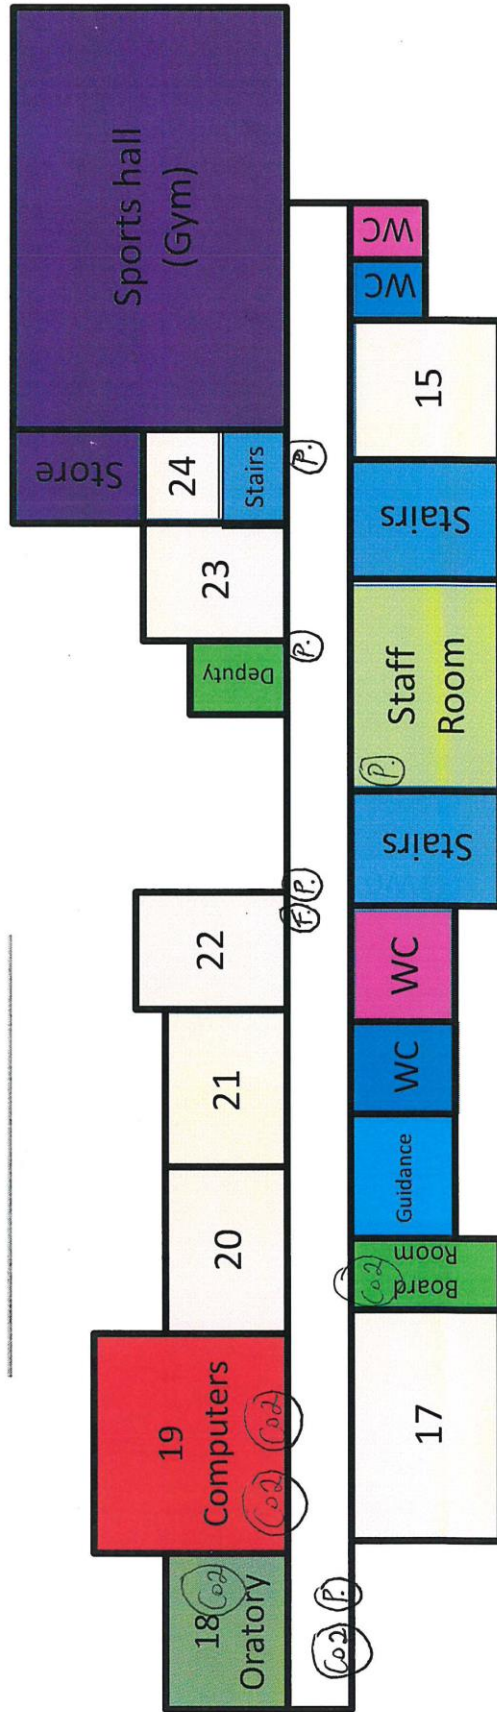 18
Co2
Oratory
19
Computers
Co2
Co2
20
21
22
F.
P.
Deputy
P.
23
24
Stairs
P.
Store
Sports hall
(Gym)
Co2
P.
17
Board
Room
Co2
Guidance
WC
WC
Stairs
P.
Staff
Room
Stairs
15
WC
WC